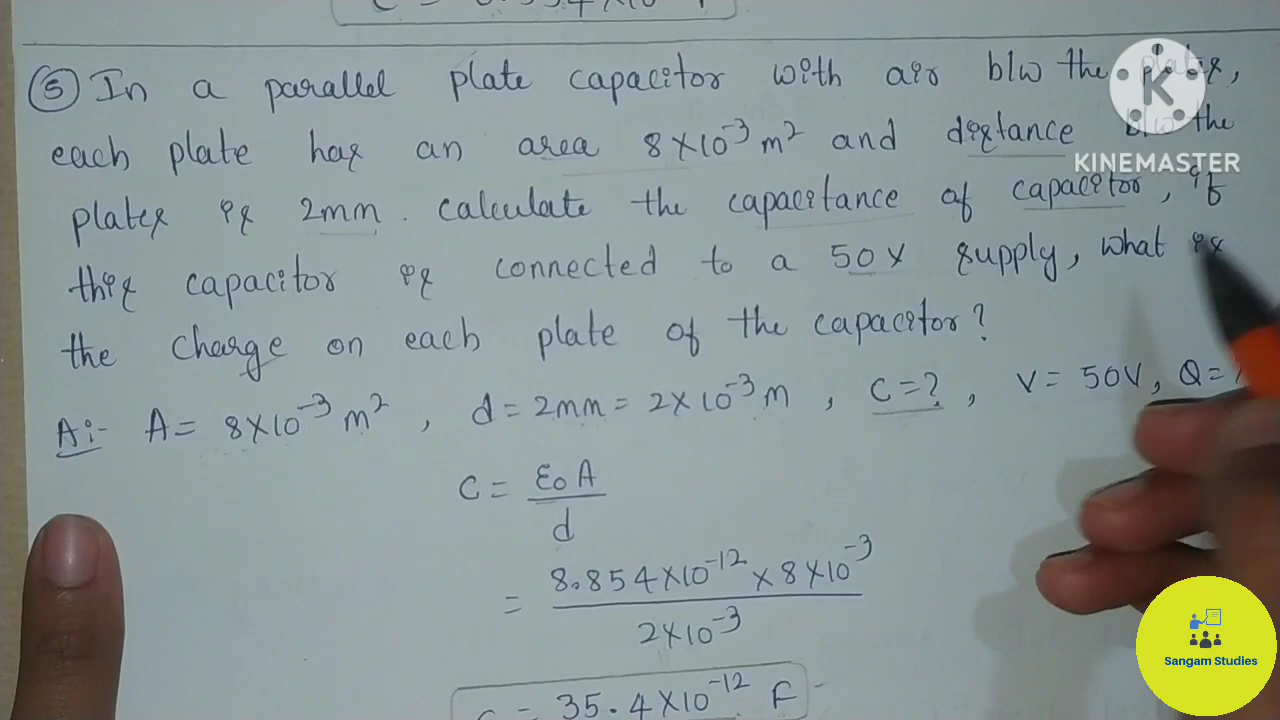 ⑤ In a parallel plate capacitor with air b/w the plates,
each plate has an area 8×10⁻³ m² and distance b/w the
plates is 2mm. calculate the capacitance of capacitor, if
this capacitor is connected to a 50V supply, what is
the charge on each plate of the capacitor?
A:- A = 8×10⁻³ m² , d = 2mm = 2×10⁻³ m , C = ? , V = 50V, Q =
C = ε₀A / d
= 8.854×10⁻¹² × 8×10⁻³ / 2×10⁻³
C = 35.4×10⁻¹² F
K
KINEMASTER
Sangam Studies